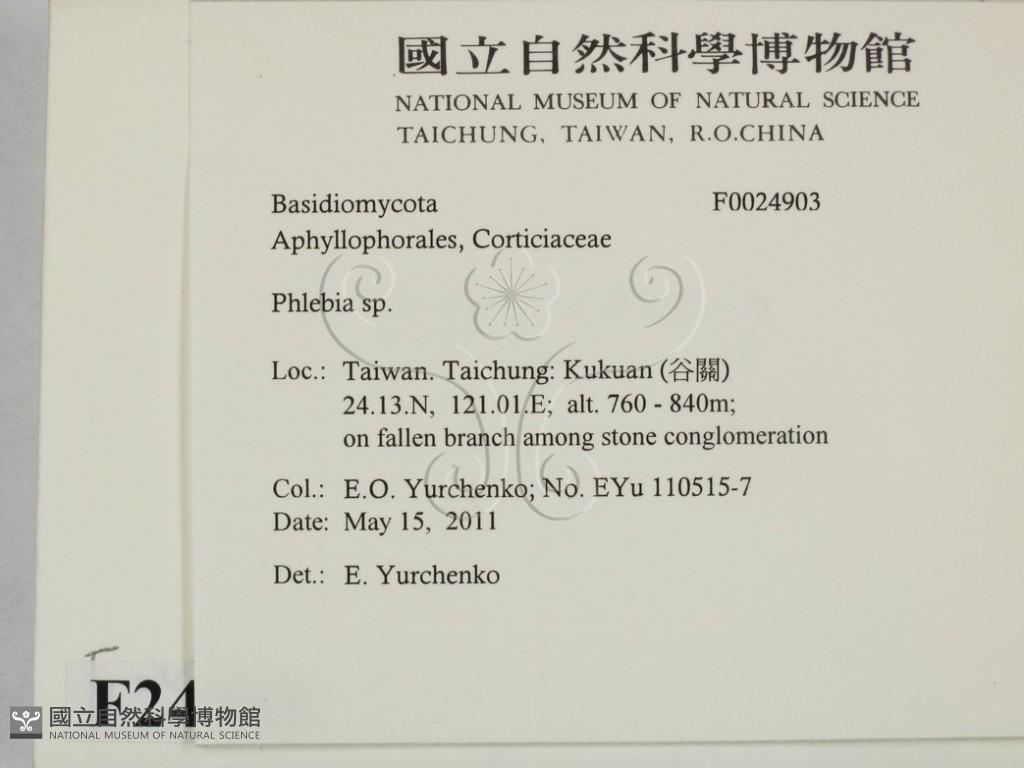 國立自然科學博物館
NATIONAL MUSEUM OF NATURAL SCIENCE
TAICHUNG, TAIWAN, R.O.CHINA
Basidiomycota F0024903
Aphyllophorales, Corticiaceae
Phlebia sp.
Loc.: Taiwan. Taichung: Kukuan (谷關)
24.13.N, 121.01.E; alt. 760 - 840m;
on fallen branch among stone conglomeration
Col.: E.O. Yurchenko; No. EYu 110515-7
Date: May 15, 2011
Det.: E. Yurchenko
F24
國立自然科學博物館
NATIONAL MUSEUM OF NATURAL SCIENCE